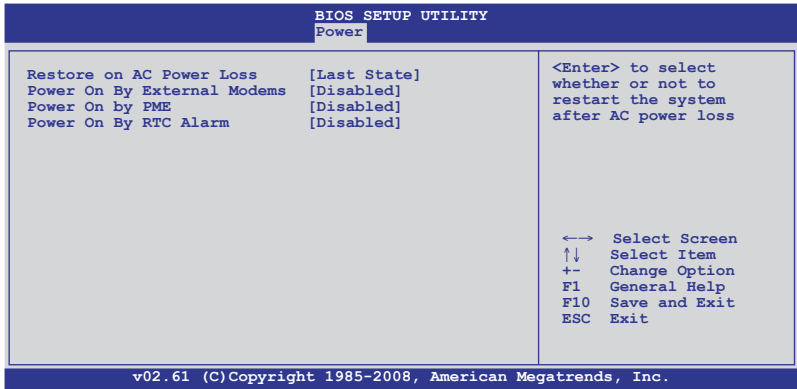 BIOS SETUP UTILITY
Power
Restore on AC Power Loss [Last State]
Power On By External Modems [Disabled]
Power On by PME [Disabled]
Power On By RTC Alarm [Disabled]
<Enter> to select
whether or not to
restart the system
after AC power loss
←→ Select Screen
↑↓ Select Item
+- Change Option
F1 General Help
F10 Save and Exit
ESC Exit
v02.61 (C)Copyright 1985-2008, American Megatrends, Inc.